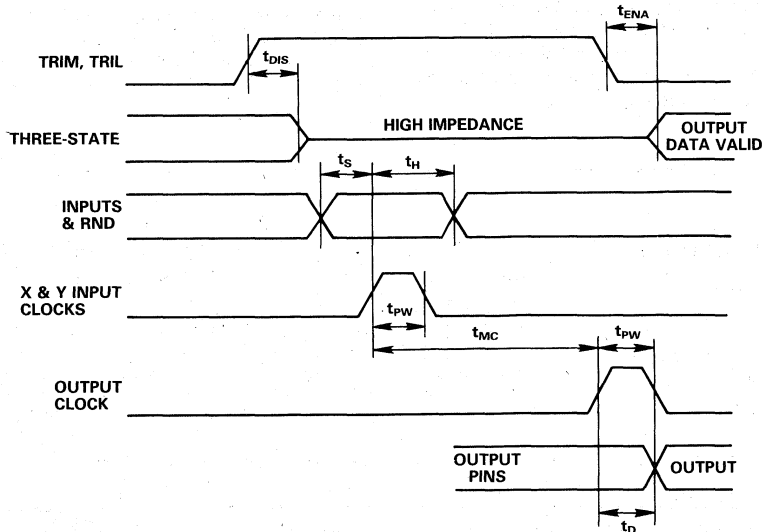 TRIM, TRIL
tDIS
tENA
THREE-STATE
HIGH IMPEDANCE
OUTPUT
DATA VALID
tS
tH
INPUTS
& RND
X & Y INPUT
CLOCKS
tPW
tMC
tPW
OUTPUT
CLOCK
OUTPUT
PINS
OUTPUT
tD